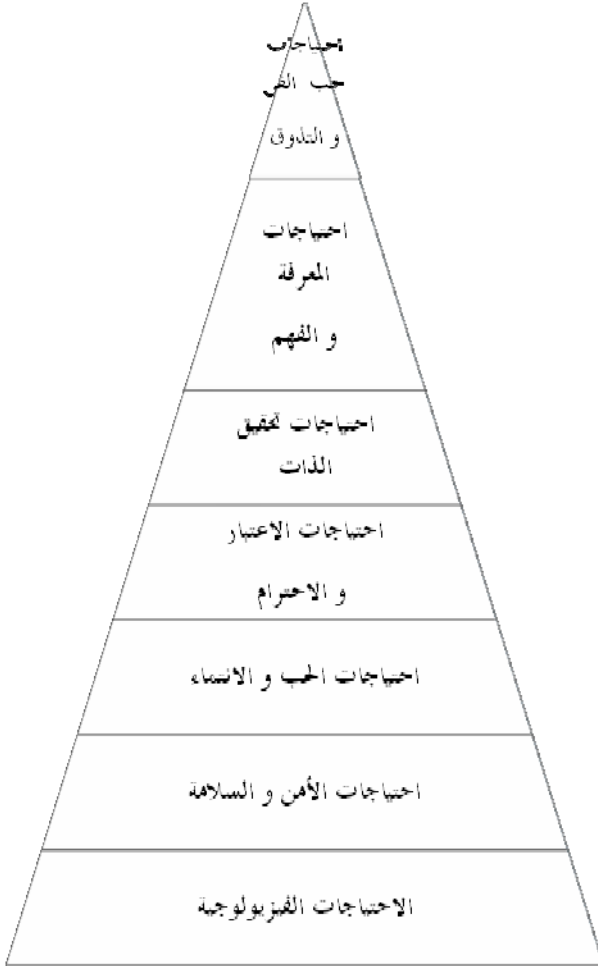 احتياجات
حب الفن
و التذوق
احتياجات
المعرفة
و الفهم
احتياجات تحقيق
الذات
احتياجات الاعتبار
و الاحترام
احتياجات الحب و الانتماء
احتياجات الأمن و السلامة
الاحتياجات الفيزيولوجية